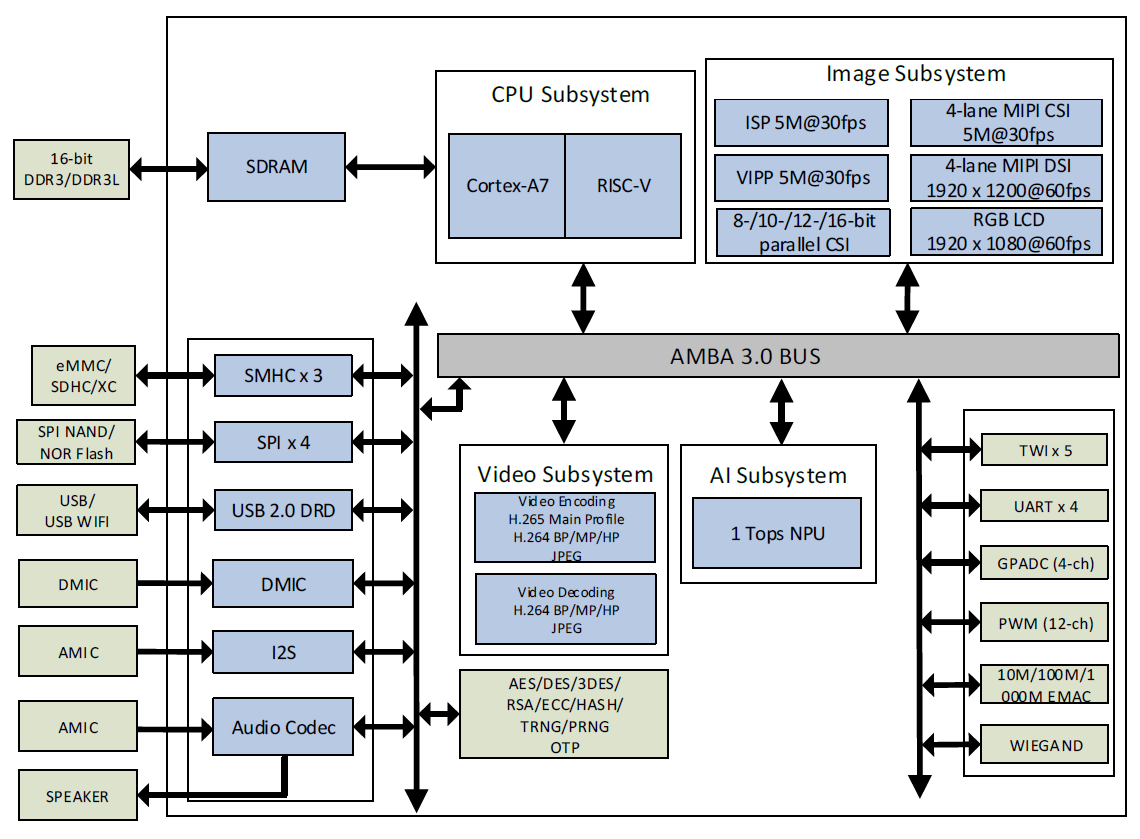 CPU Subsystem
Cortex-A7
RISC-V
Image Subsystem
ISP 5M@30fps
4-lane MIPI CSI
5M@30fps
VIPP 5M@30fps
4-lane MIPI DSI
1920 x 1200@60fps
8-/10-/12-/16-bit
parallel CSI
RGB LCD
1920 x 1080@60fps
16-bit
DDR3/DDR3L
SDRAM
AMBA 3.0 BUS
eMMC/
SDHC/XC
SMHC x 3
SPI NAND/
NOR Flash
SPI x 4
USB/
USB WIFI
USB 2.0 DRD
DMIC
DMIC
AMIC
I2S
AMIC
Audio Codec
SPEAKER
Video Subsystem
Video Encoding
H.265 Main Profile
H.264 BP/MP/HP
JPEG
Video Decoding
H.264 BP/MP/HP
JPEG
AI Subsystem
1 Tops NPU
AES/DES/3DES/
RSA/ECC/HASH/
TRNG/PRNG
OTP
TWI x 5
UART x 4
GPADC (4-ch)
PWM (12-ch)
10M/100M/1
000M EMAC
WIEGAND